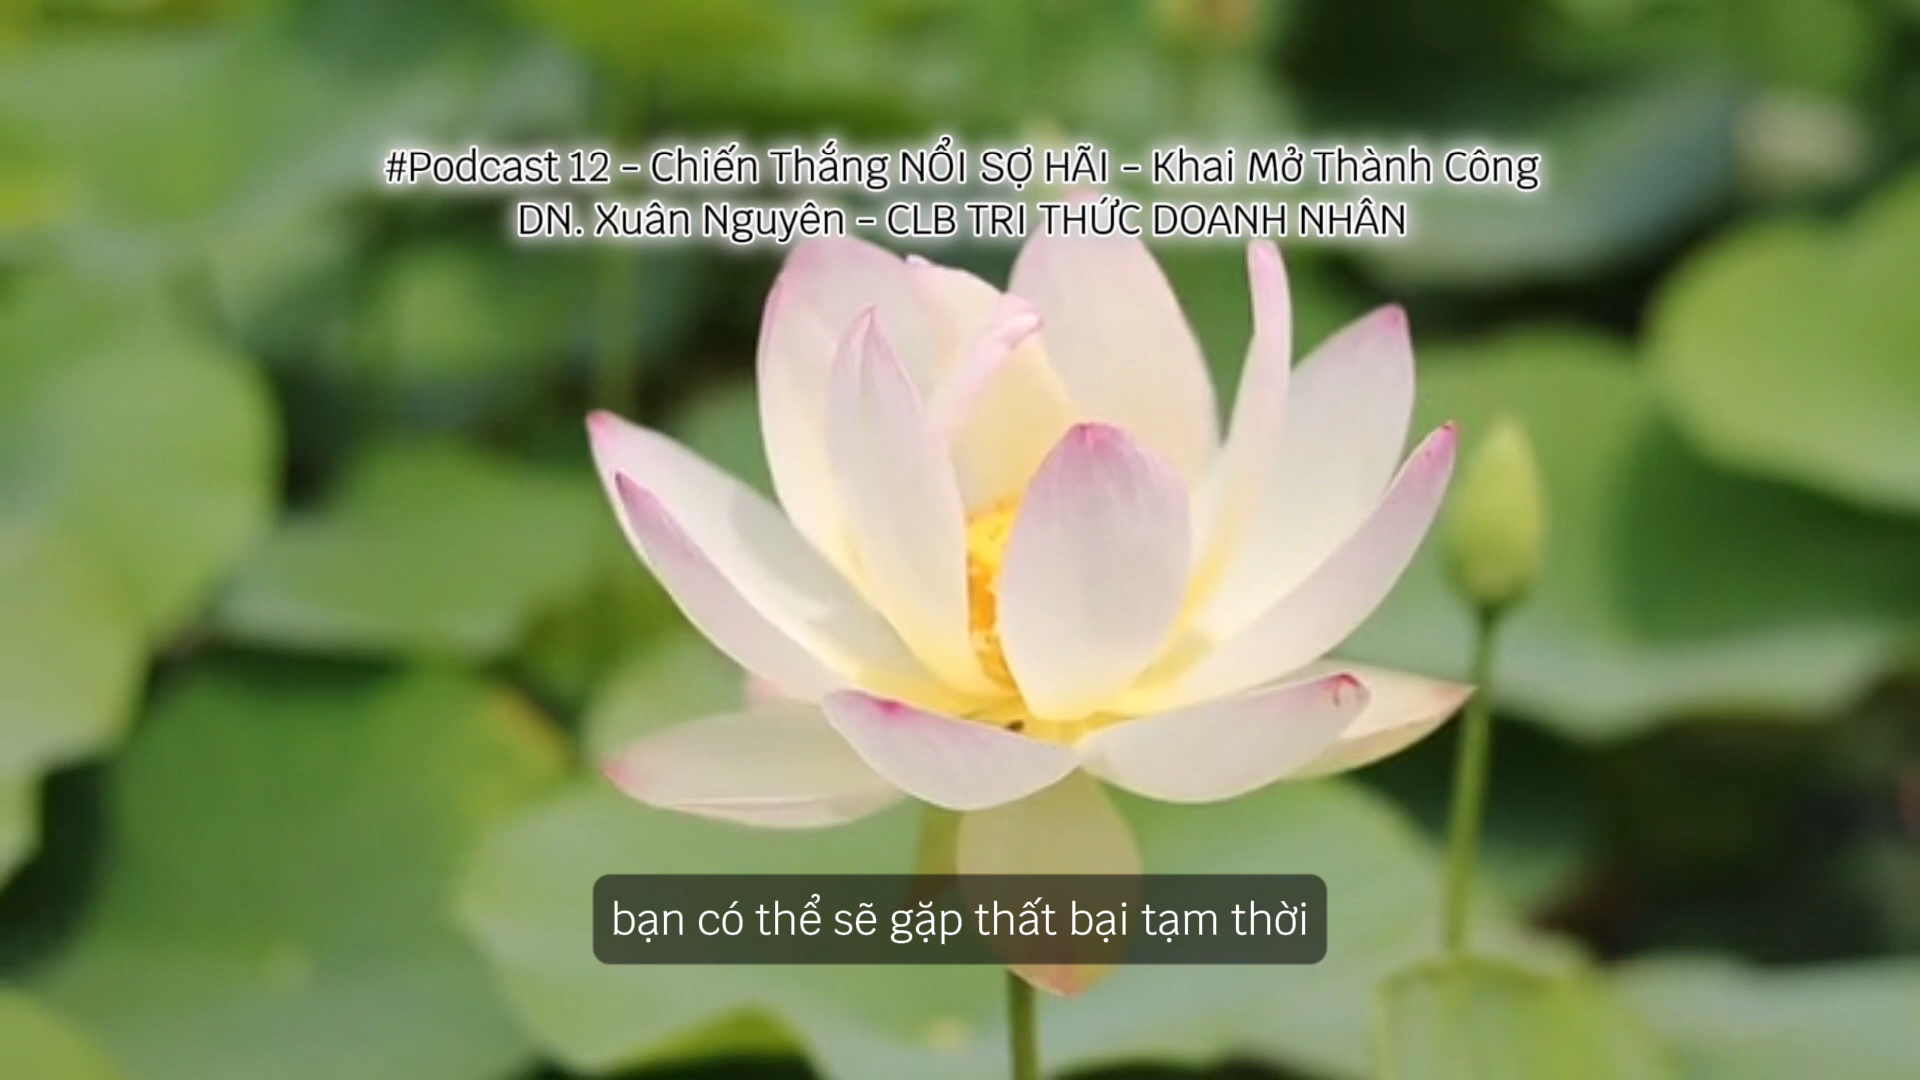 #Podcast 12 - Chiến Thắng NỔI SỢ HÃI - Khai Mở Thành Công
DN. Xuân Nguyên - CLB TRI THỨC DOANH NHÂN
bạn có thể sẽ gặp thất bại tạm thời